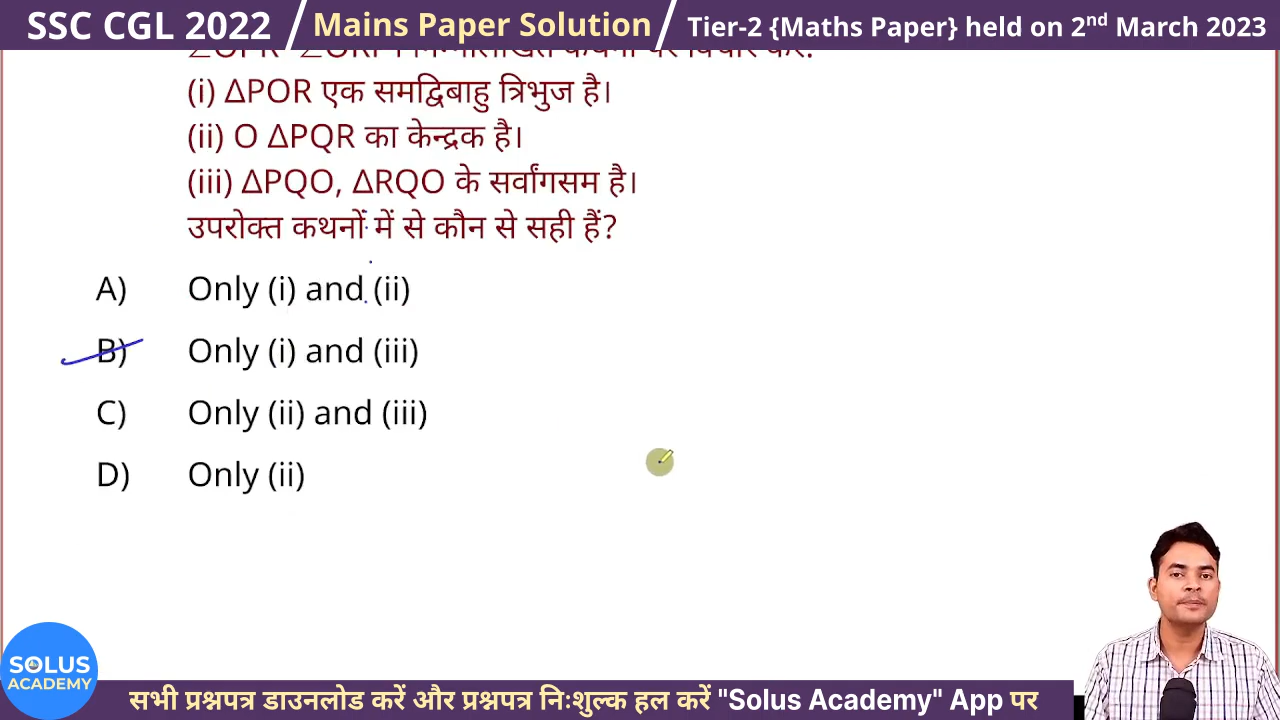 SSC CGL 2022 Mains Paper Solution Tier-2 {Maths Paper} held on 2nd March 2023
(i) ΔPOR एक समद्विबाहु त्रिभुज है।
(ii) O ΔPQR का केन्द्रक है।
(iii) ΔPQO, ΔRQO के सर्वांगसम है।
उपरोक्त कथनों में से कौन से सही हैं?
A) Only (i) and (ii)
B) Only (i) and (iii)
C) Only (ii) and (iii)
D) Only (ii)
SOLUS
ACADEMY
सभी प्रश्नपत्र डाउनलोड करें और प्रश्नपत्र निःशुल्क हल करें "Solus Academy" App पर